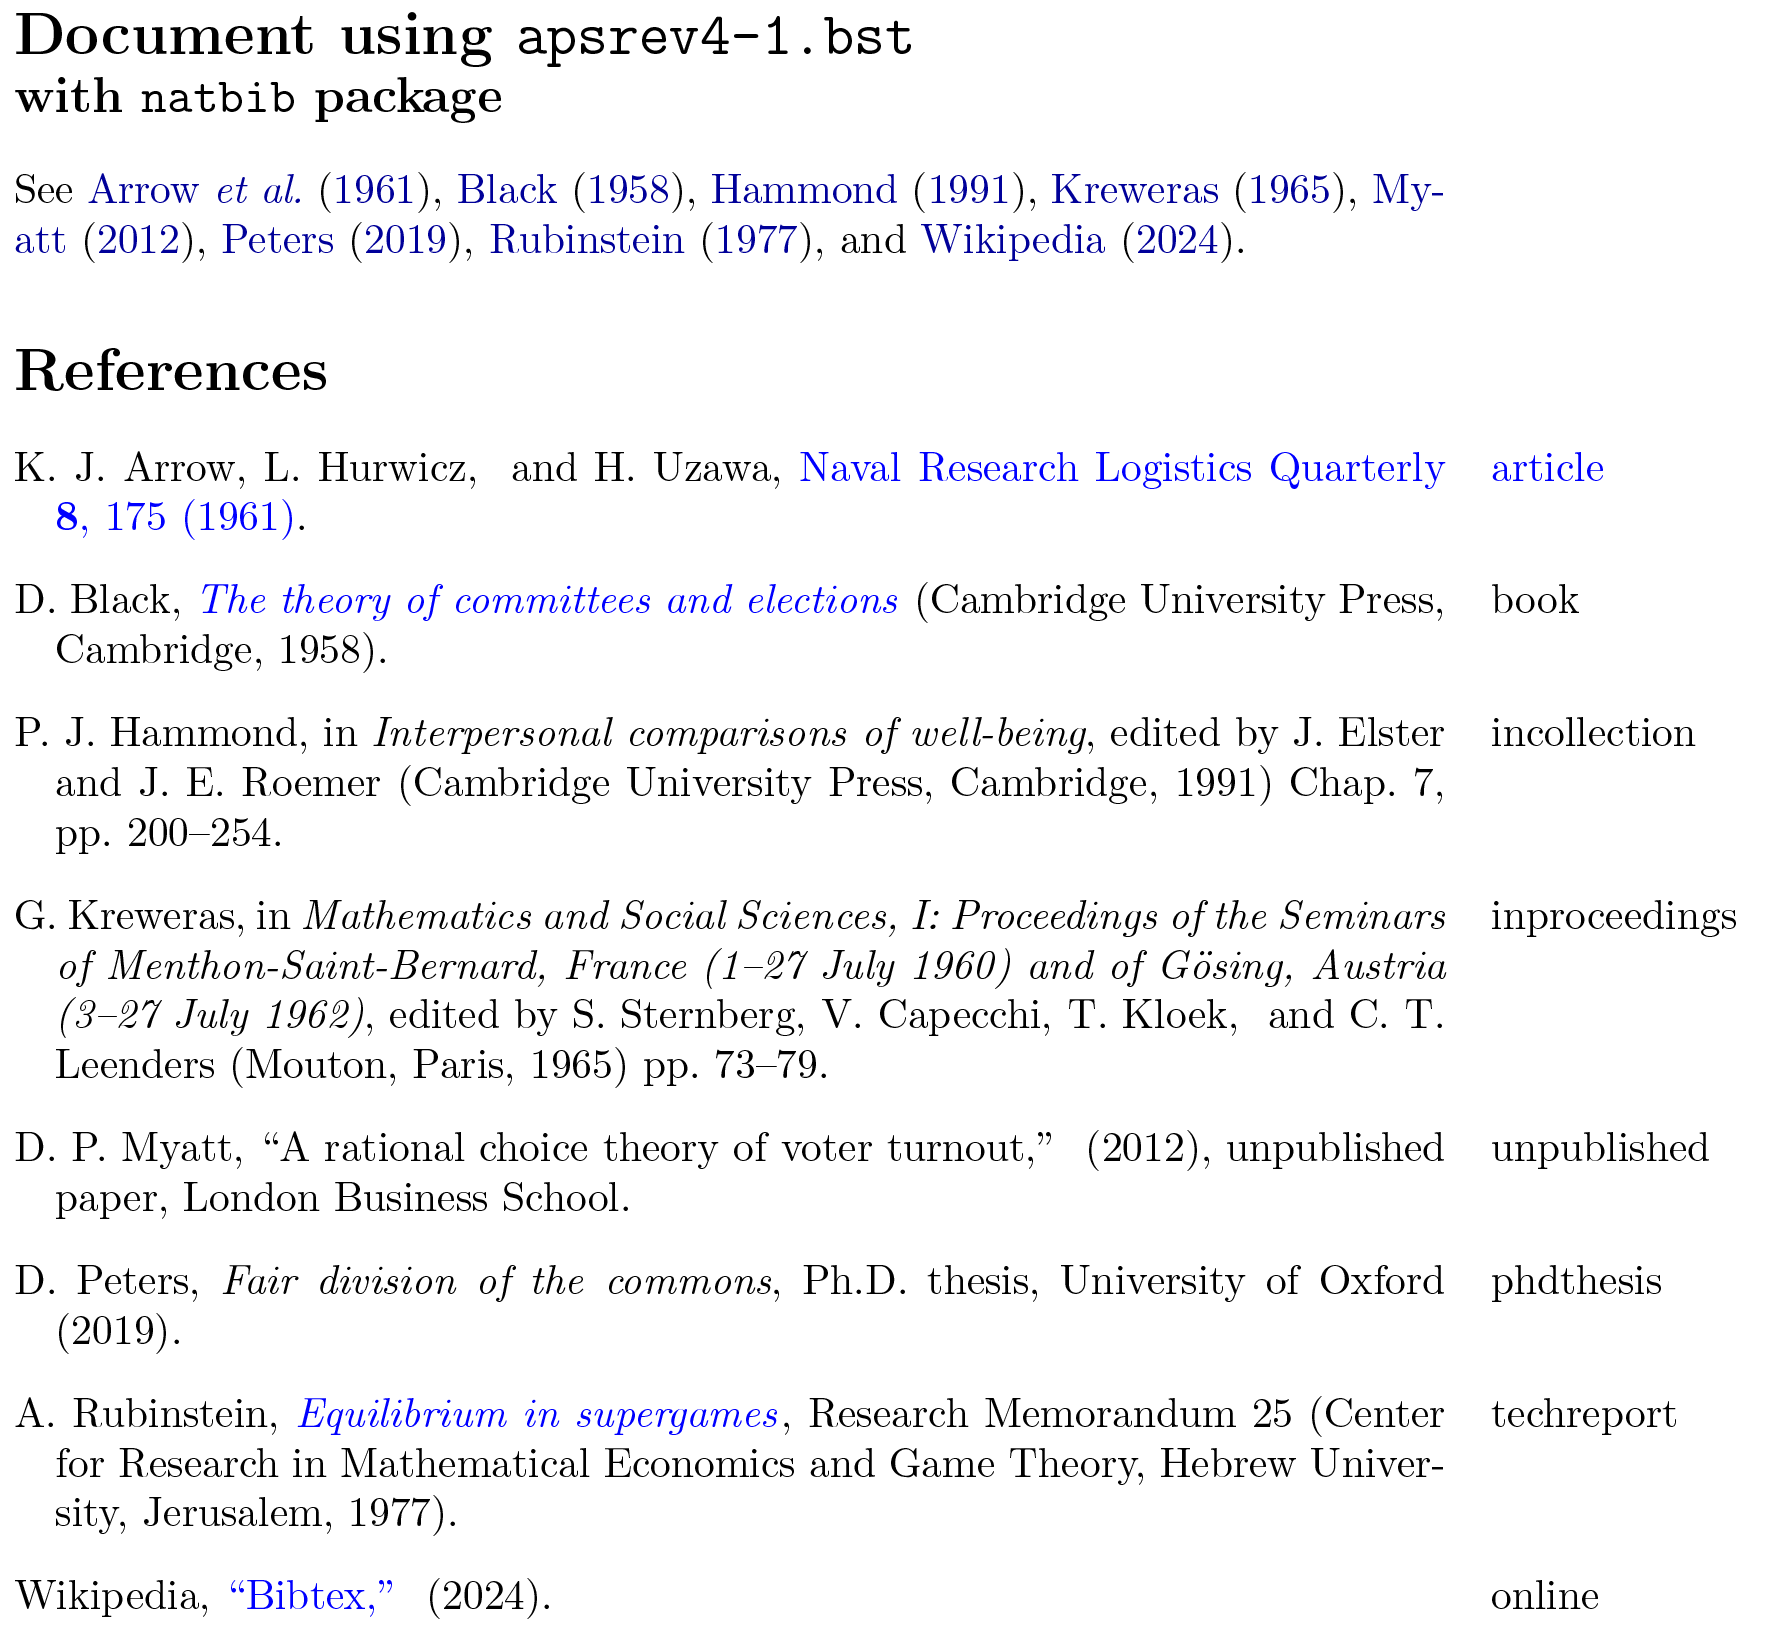 Document using apsrev4-1.bst
with natbib package
See Arrow et al. (1961), Black (1958), Hammond (1991), Kreweras (1965), My-
att (2012), Peters (2019), Rubinstein (1977), and Wikipedia (2024).
References
K. J. Arrow, L. Hurwicz,  and H. Uzawa, Naval Research Logistics Quarterly article
8, 175 (1961).
D. Black, The theory of committees and elections (Cambridge University Press, book
Cambridge, 1958).
P. J. Hammond, in Interpersonal comparisons of well-being, edited by J. Elster incollection
and J. E. Roemer (Cambridge University Press, Cambridge, 1991) Chap. 7,
pp. 200–254.
G. Kreweras, in Mathematics and Social Sciences, I: Proceedings of the Seminars inproceedings
of Menthon-Saint-Bernard, France (1–27 July 1960) and of Gösing, Austria
(3–27 July 1962), edited by S. Sternberg, V. Capecchi, T. Kloek,  and C. T.
Leenders (Mouton, Paris, 1965) pp. 73–79.
D. P. Myatt, “A rational choice theory of voter turnout,”  (2012), unpublished unpublished
paper, London Business School.
D. Peters, Fair division of the commons, Ph.D. thesis, University of Oxford phdthesis
(2019).
A. Rubinstein, Equilibrium in supergames, Research Memorandum 25 (Center techreport
for Research in Mathematical Economics and Game Theory, Hebrew Univer-
sity, Jerusalem, 1977).
Wikipedia, “Bibtex,”  (2024). online